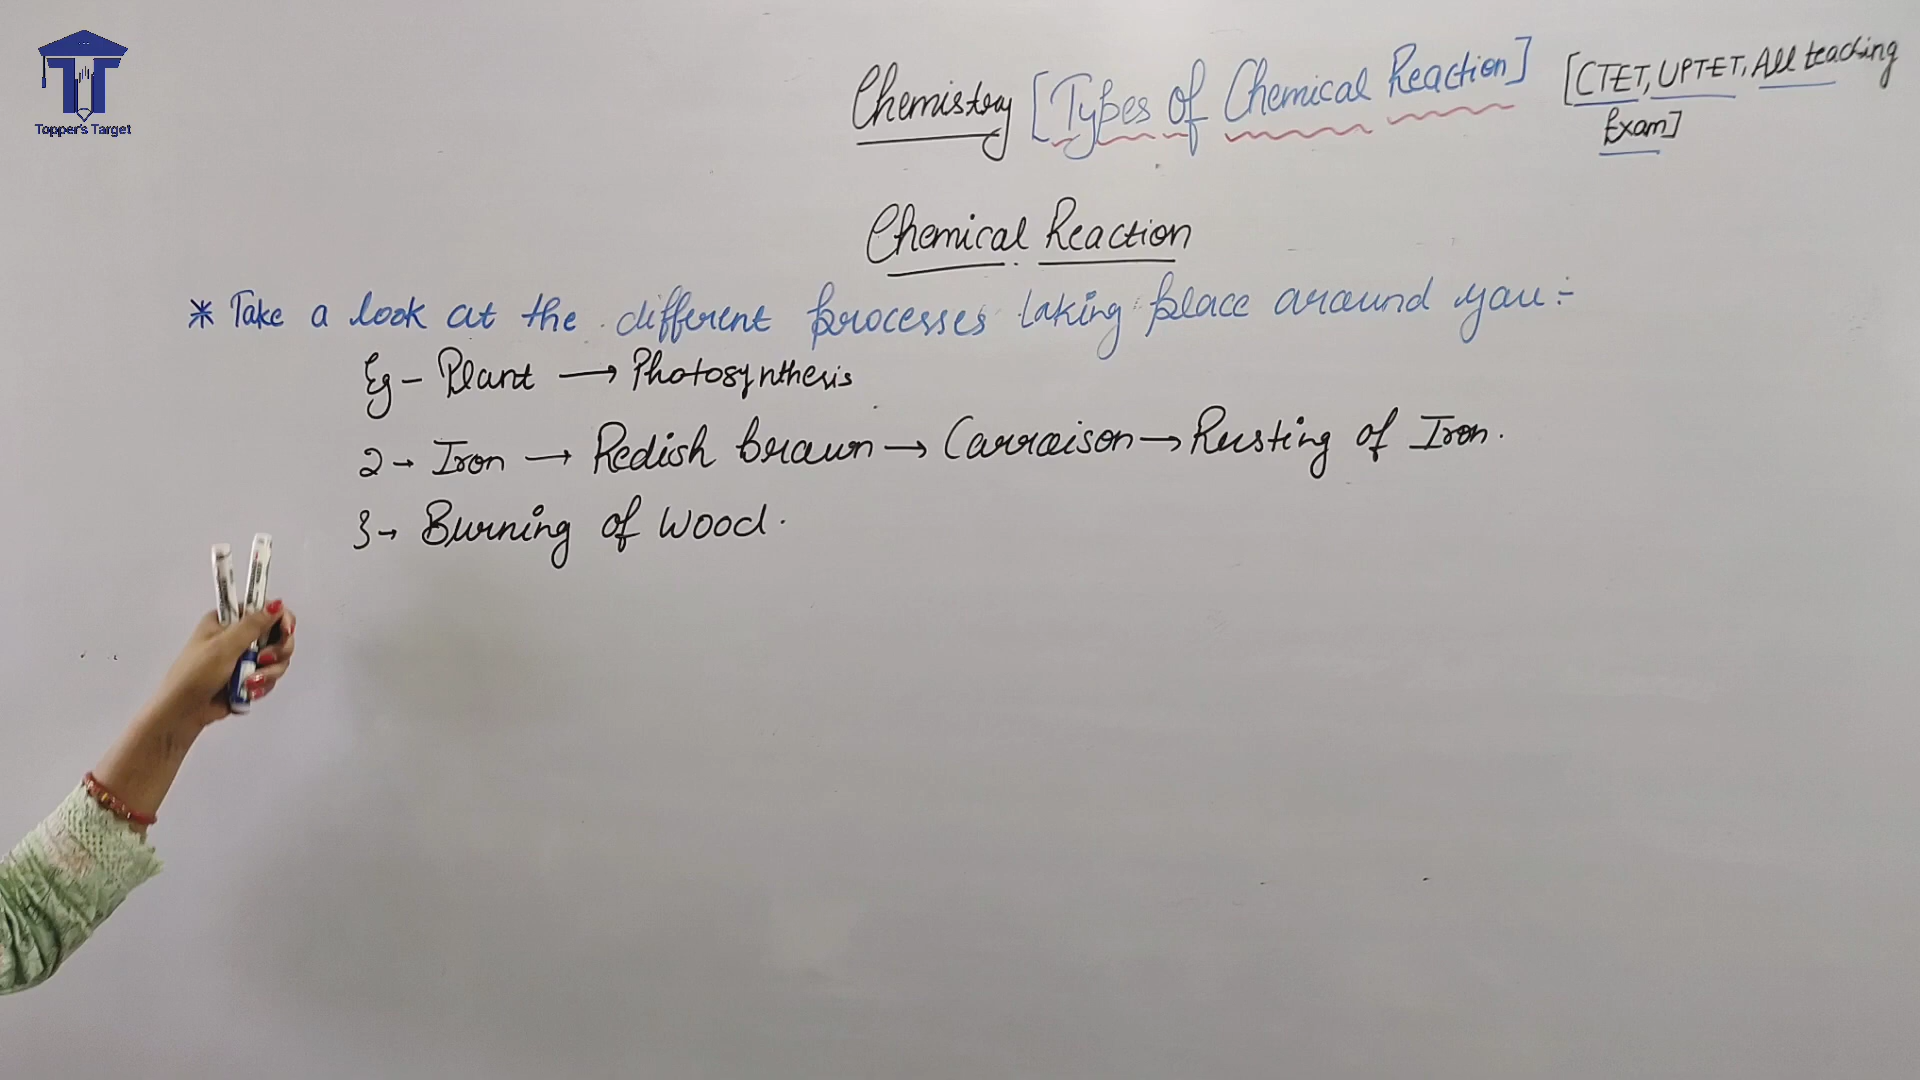 Topper's Target
Chemistry [Types of Chemical Reaction] [CTET, UPTET, All teaching
Exam]
Chemical Reaction
* Take a look at the different processes taking place around you :-
Eg - Plant → Photosynthesis
2 → Iron → Redish brown → Carroison → Rusting of Iron.
3 → Burning of Wood.